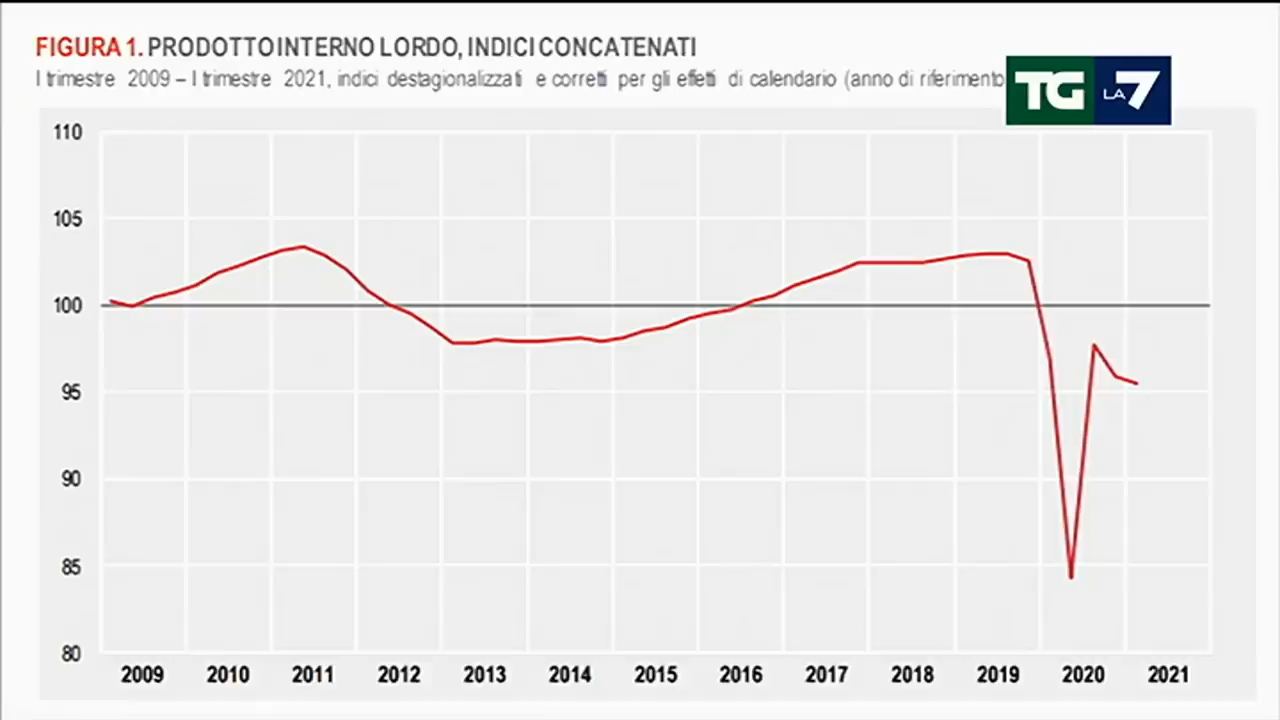 FIGURA 1. PRODOTTO INTERNO LORDO, INDICI CONCATENATI
I trimestre 2009 – I trimestre 2021, indici destagionalizzati e corretti per gli effetti di calendario (anno di riferimento
TG LA 7
110
105
100
95
90
85
80
2009 2010 2011 2012 2013 2014 2015 2016 2017 2018 2019 2020 2021